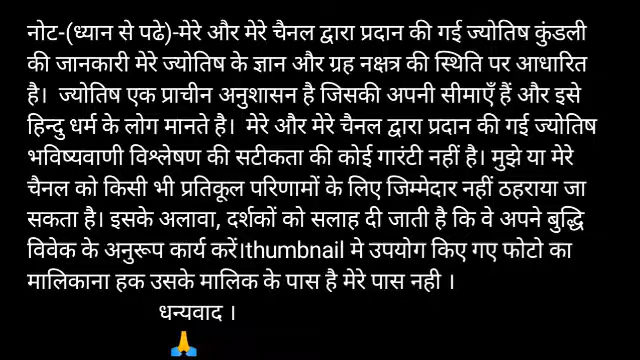 नोट-(ध्यान से पढे)-मेरे और मेरे चैनल द्वारा प्रदान की गई ज्योतिष कुंडली
की जानकारी मेरे ज्योतिष के ज्ञान और ग्रह नक्षत्र की स्थिति पर आधारित
है। ज्योतिष एक प्राचीन अनुशासन है जिसकी अपनी सीमाएँ हैं और इसे
हिन्दु धर्म के लोग मानते है। मेरे और मेरे चैनल द्वारा प्रदान की गई ज्योतिष
भविष्यवाणी विश्लेषण की सटीकता की कोई गारंटी नहीं है। मुझे या मेरे
चैनल को किसी भी प्रतिकूल परिणामों के लिए जिम्मेदार नहीं ठहराया जा
सकता है। इसके अलावा, दर्शकों को सलाह दी जाती है कि वे अपने बुद्धि
विवेक के अनुरूप कार्य करें।thumbnail मे उपयोग किए गए फोटो का
मालिकाना हक उसके मालिक के पास है मेरे पास नही ।
धन्यवाद ।
🙏